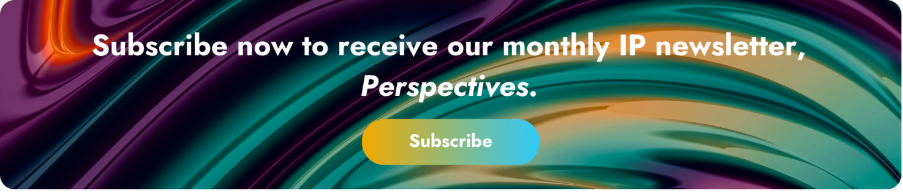 Subscribe now to receive our monthly IP newsletter,
Perspectives.
Subscribe